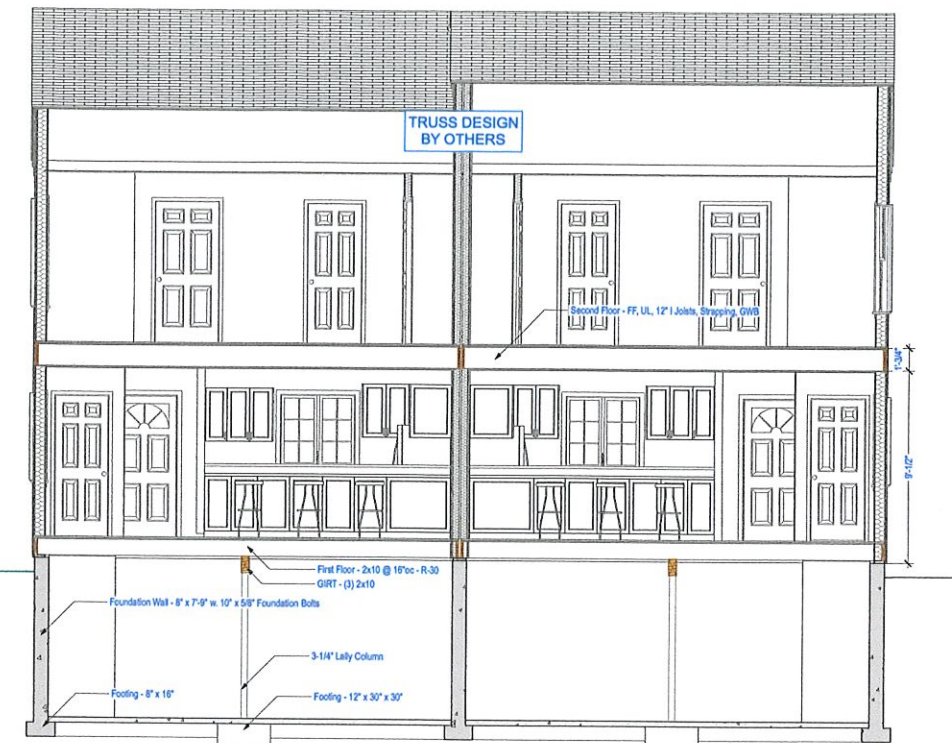 TRUSS DESIGN
BY OTHERS
Second Floor - FF, UL, 12" I Joists, Strapping, GWB
1'-3/4"
9'-1/2"
First Floor - 2x10 @ 16"oc - R-30
GIRT - (3) 2x10
Foundation Wall - 8" x 7'-9" w. 10" x 5/8" Foundation Bolts
3-1/4" Lally Column
Footing - 8" x 16"
Footing - 12" x 30" x 30"